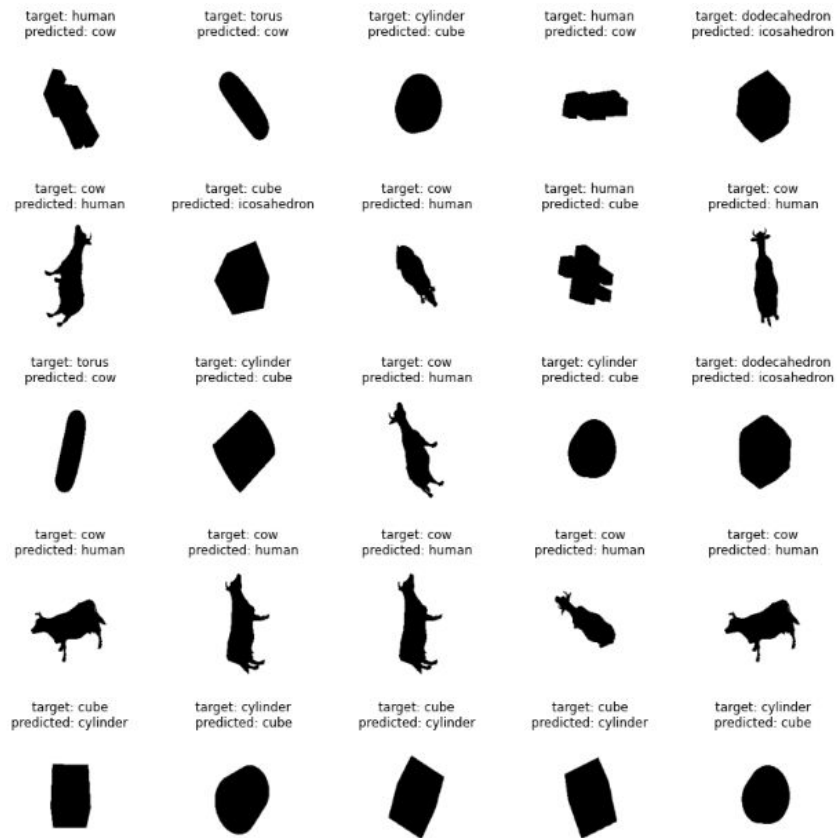 target: human
predicted: cow
target: torus
predicted: cow
target: cylinder
predicted: cube
target: human
predicted: cow
target: dodecahedron
predicted: icosahedron
target: cow
predicted: human
target: cube
predicted: icosahedron
target: cow
predicted: human
target: human
predicted: cube
target: cow
predicted: human
target: torus
predicted: cow
target: cylinder
predicted: cube
target: cow
predicted: human
target: cylinder
predicted: cube
target: dodecahedron
predicted: icosahedron
target: cow
predicted: human
target: cow
predicted: human
target: cow
predicted: human
target: cow
predicted: human
target: cow
predicted: human
target: cube
predicted: cylinder
target: cylinder
predicted: cube
target: cube
predicted: cylinder
target: cube
predicted: cylinder
target: cylinder
predicted: cube